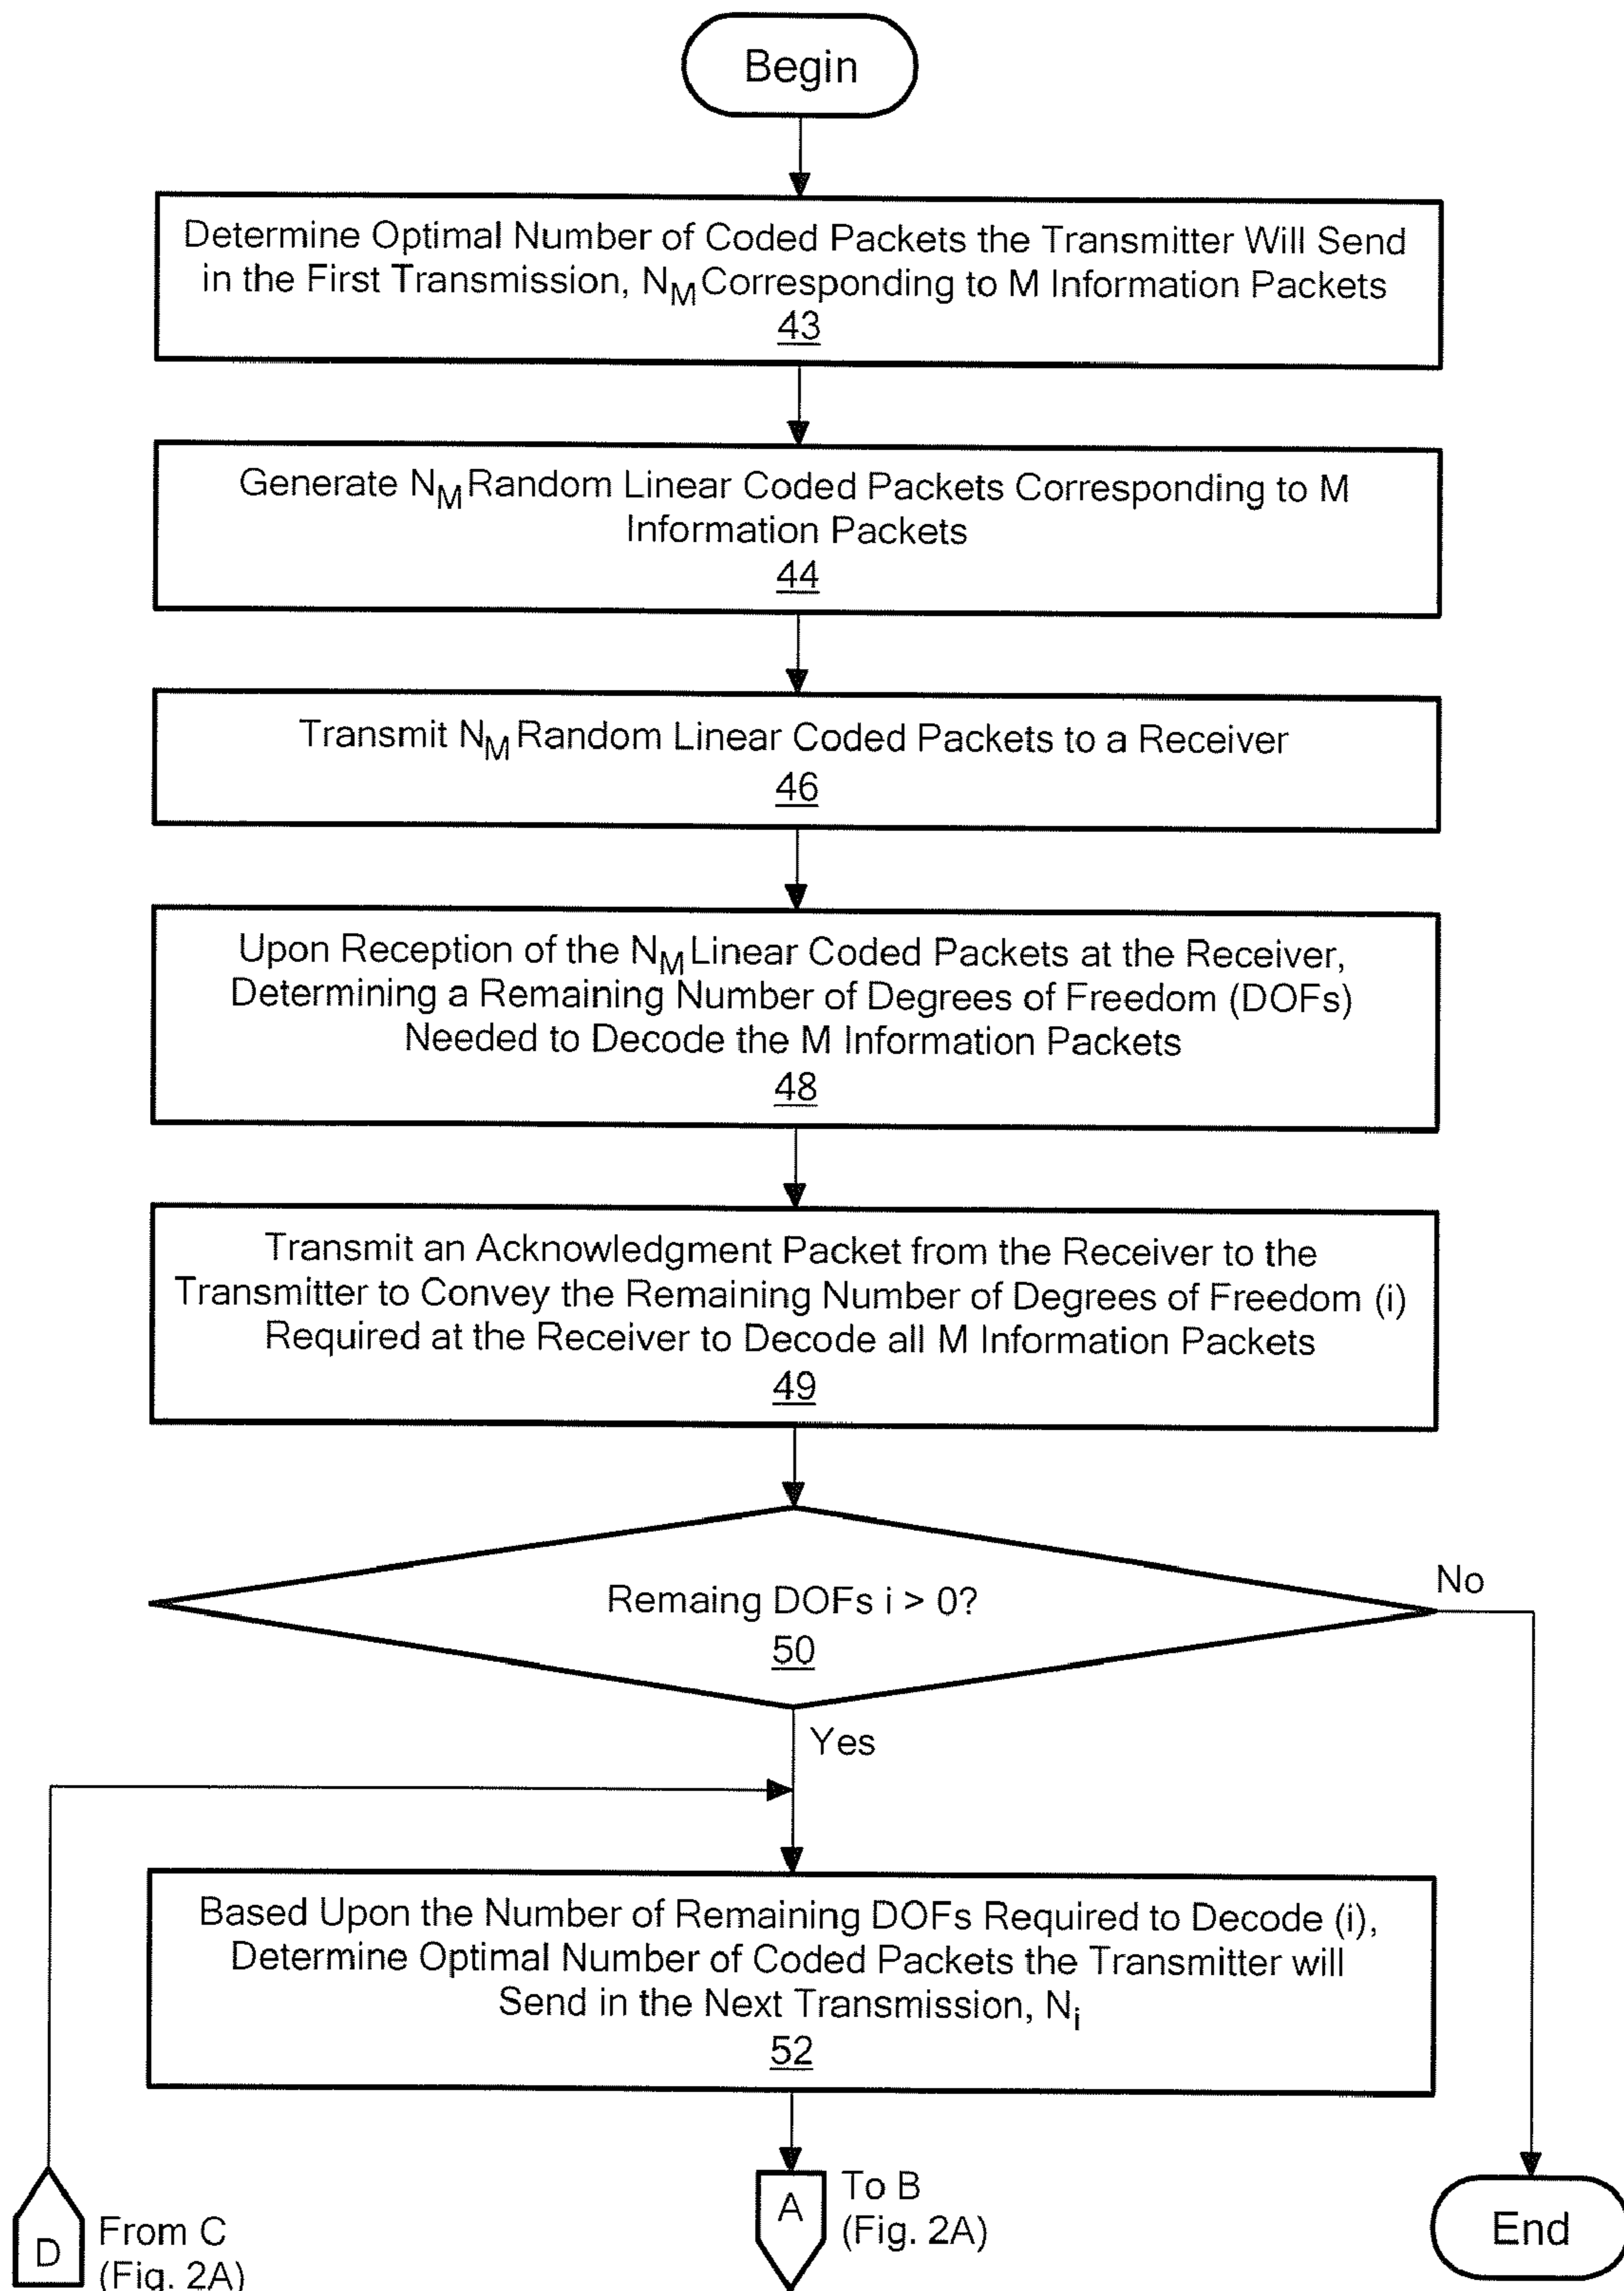 Begin
Determine Optimal Number of Coded Packets the Transmitter Will Send
in the First Transmission, NM Corresponding to M Information Packets
43
Generate NM Random Linear Coded Packets Corresponding to M
Information Packets
44
Transmit NM Random Linear Coded Packets to a Receiver
46
Upon Reception of the NM Linear Coded Packets at the Receiver,
Determining a Remaining Number of Degrees of Freedom (DOFs)
Needed to Decode the M Information Packets
48
Transmit an Acknowledgment Packet from the Receiver to the
Transmitter to Convey the Remaining Number of Degrees of Freedom (i)
Required at the Receiver to Decode all M Information Packets
49
Remaing DOFs i > 0?
50
No
Yes
Based Upon the Number of Remaining DOFs Required to Decode (i),
Determine Optimal Number of Coded Packets the Transmitter will
Send in the Next Transmission, Ni
52
D
From C
(Fig. 2A)
A
To B
(Fig. 2A)
End